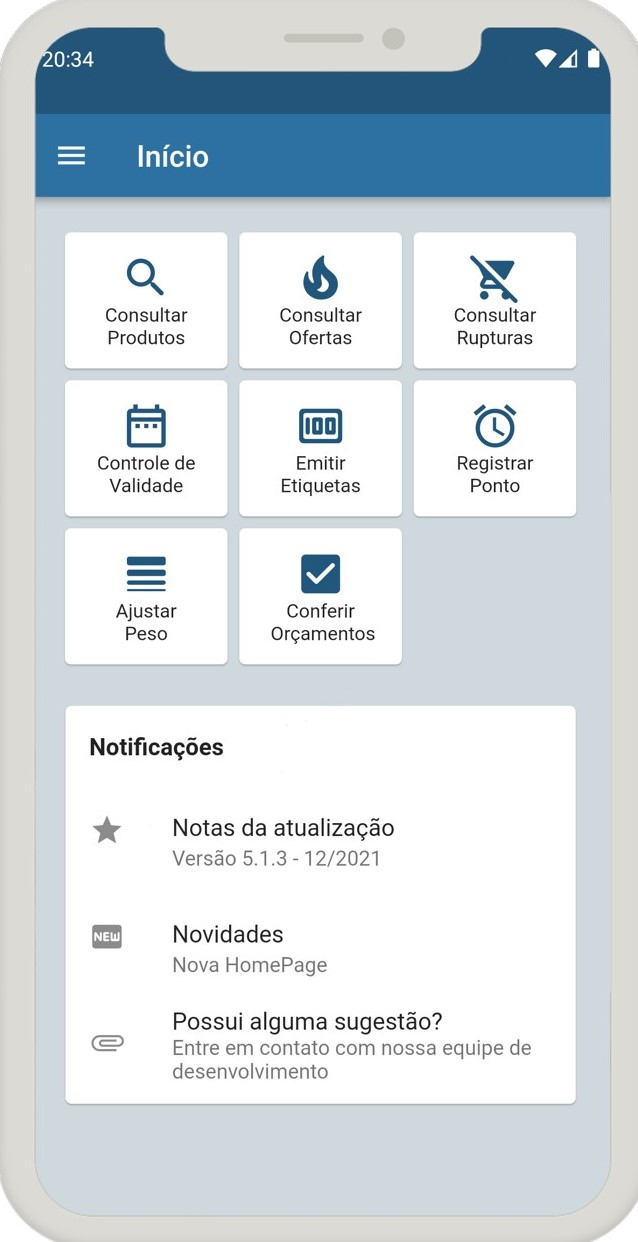 20:34
Início
Consultar
Produtos
Consultar
Ofertas
Consultar
Rupturas
Controle de
Validade
100
Emitir
Etiquetas
Registrar
Ponto
Ajustar
Peso
Conferir
Orçamentos
Notificações
Notas da atualização
Versão 5.1.3 - 12/2021
NEW
Novidades
Nova HomePage
Possui alguma sugestão?
Entre em contato com nossa equipe de
desenvolvimento